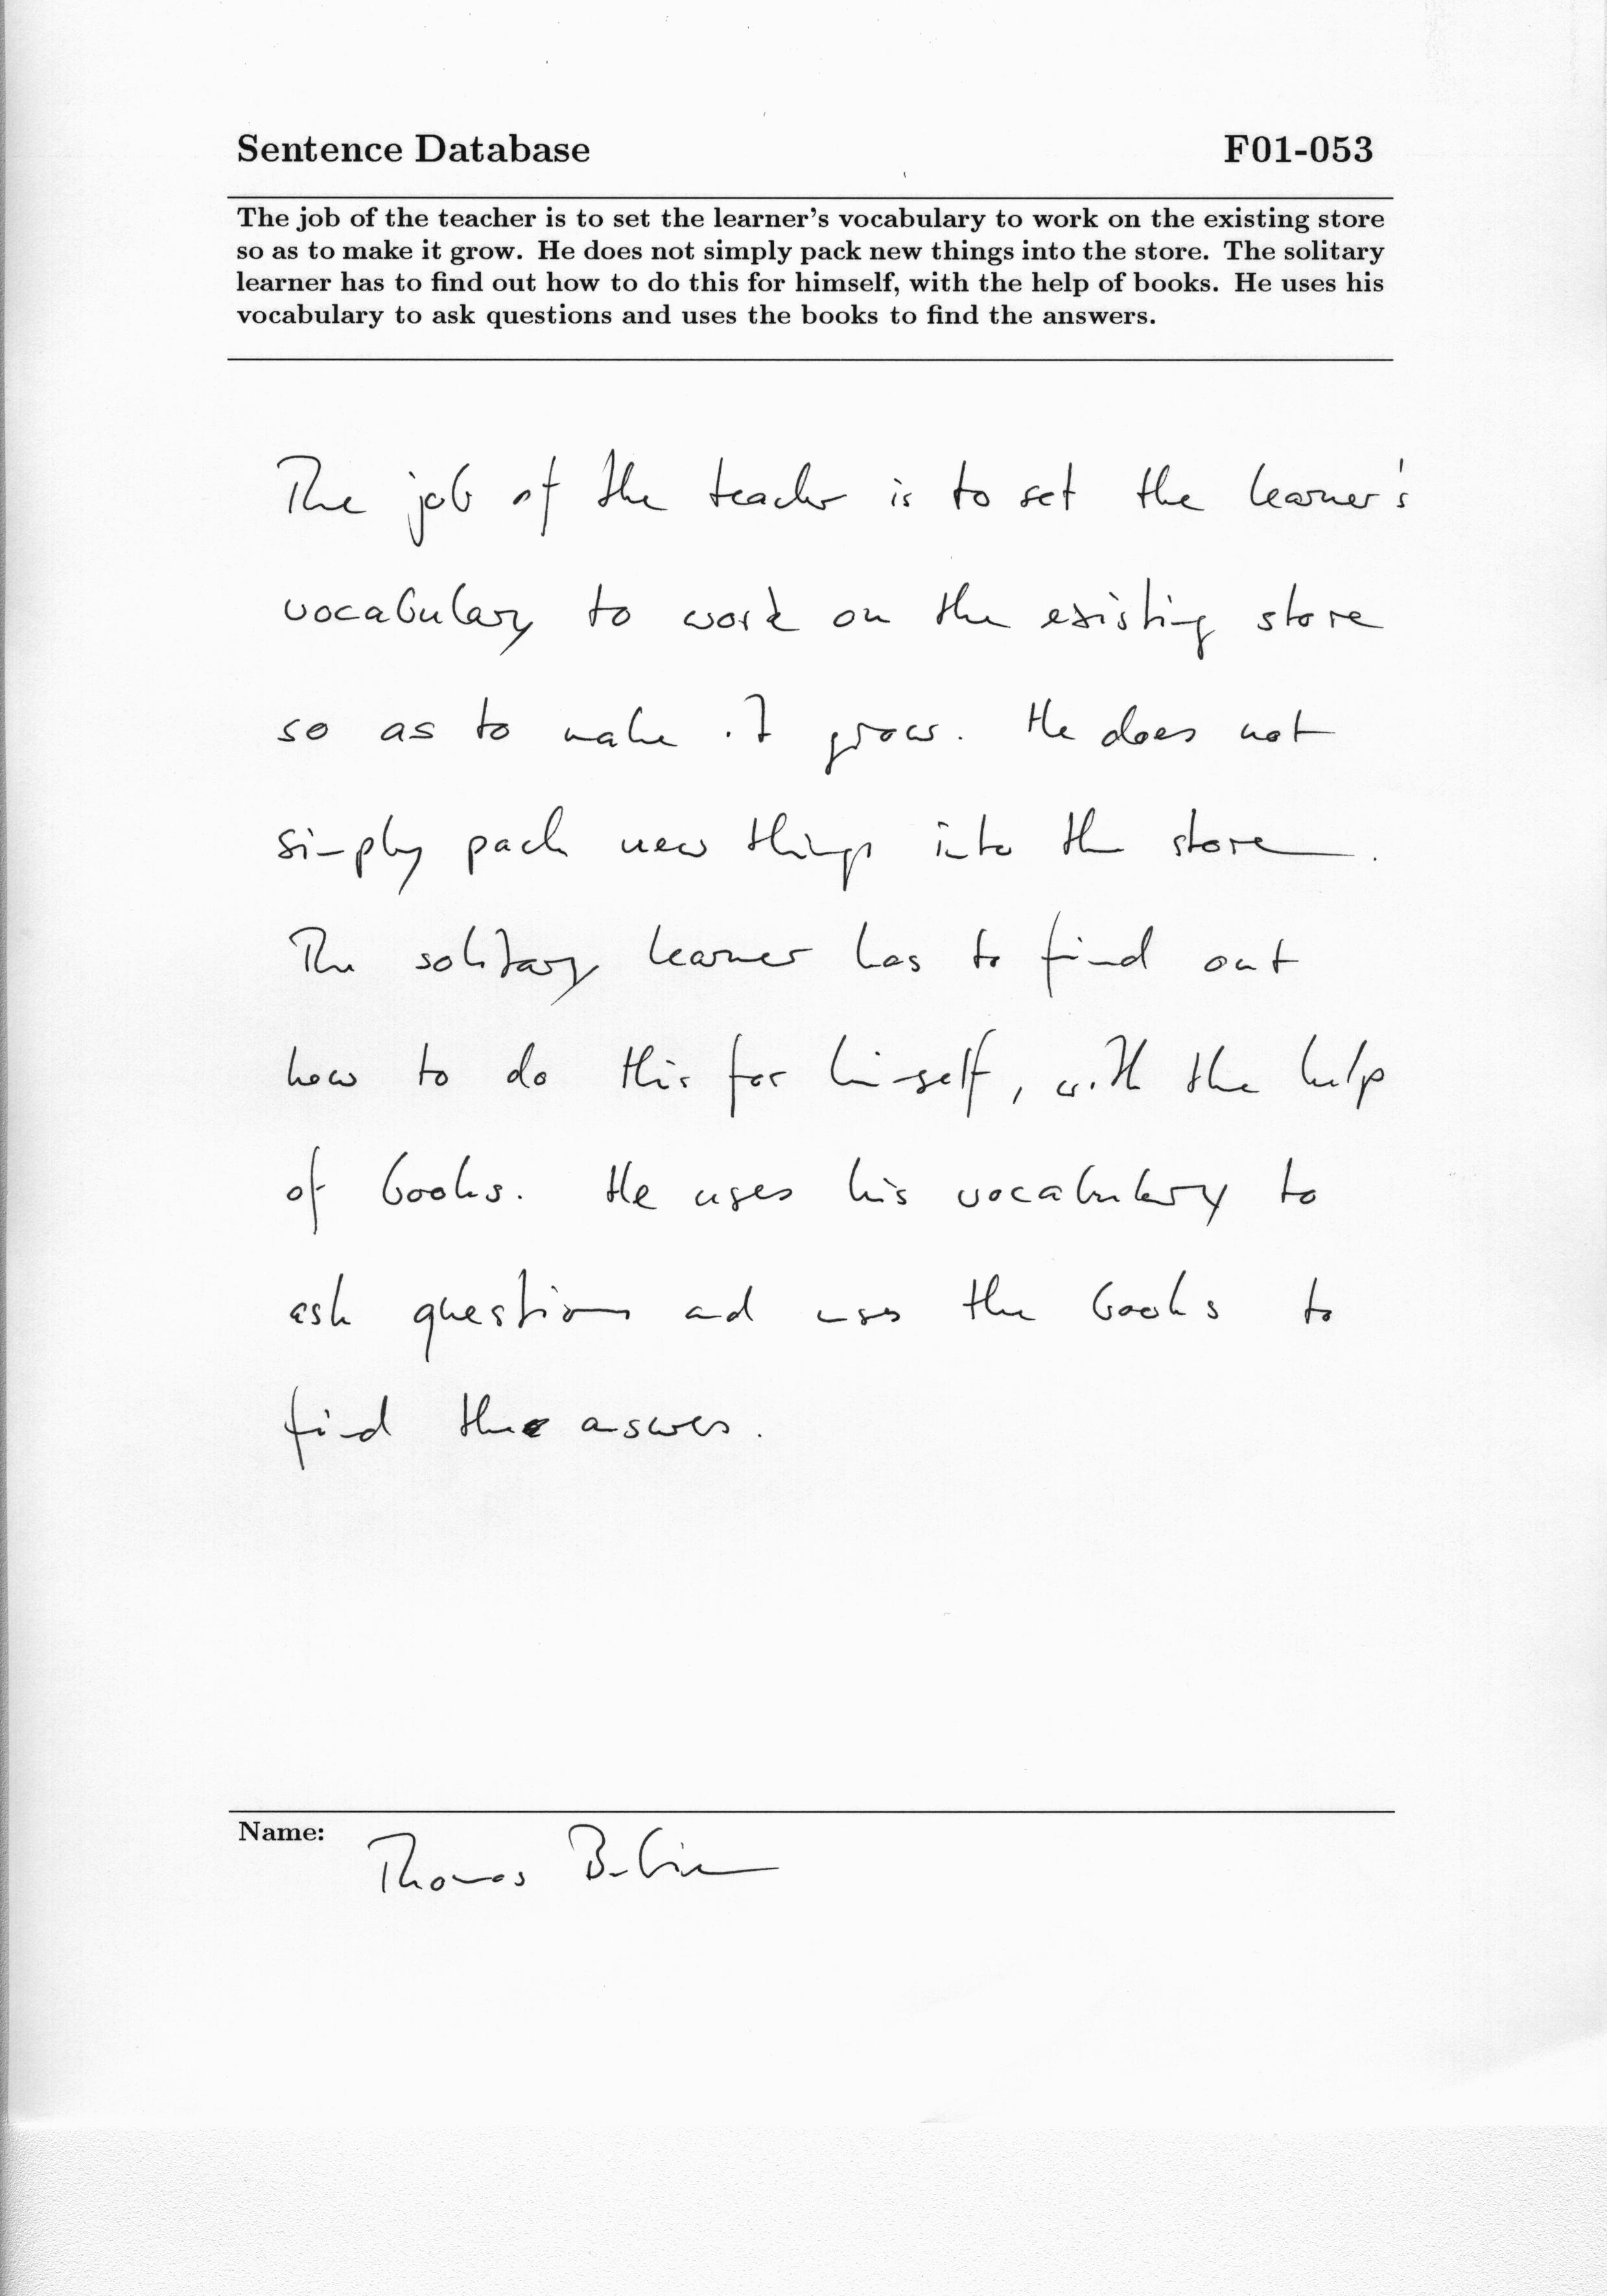 Sentence Database F01-053
The job of the teacher is to set the learner's vocabulary to work on the existing store
so as to make it grow. He does not simply pack new things into the store. The solitary
learner has to find out how to do this for himself, with the help of books. He uses his
vocabulary to ask questions and uses the books to find the answers.
The job of the teacher is to set the learner's
vocabulary to work on the existing store
so as to make it grow. He does not
simply pack new things into the store.
The solitary learner has to find out
how to do this for himself, with the help
of books. He uses his vocabulary to
ask questions and uses the books to
find the answers.
Name: Thomas